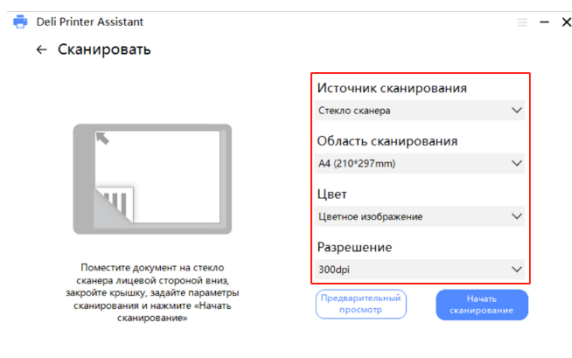 Deli Printer Assistant
← Сканировать
Источник сканирования
Стекло сканера
Область сканирования
A4 (210*297mm)
Цвет
Цветное изображение
Разрешение
300dpi
Поместите документ на стекло
сканера лицевой стороной вниз,
закройте крышку, задайте параметры
сканирования и нажмите «Начать
сканирование»
Предварительный
просмотр
Начать
сканирование